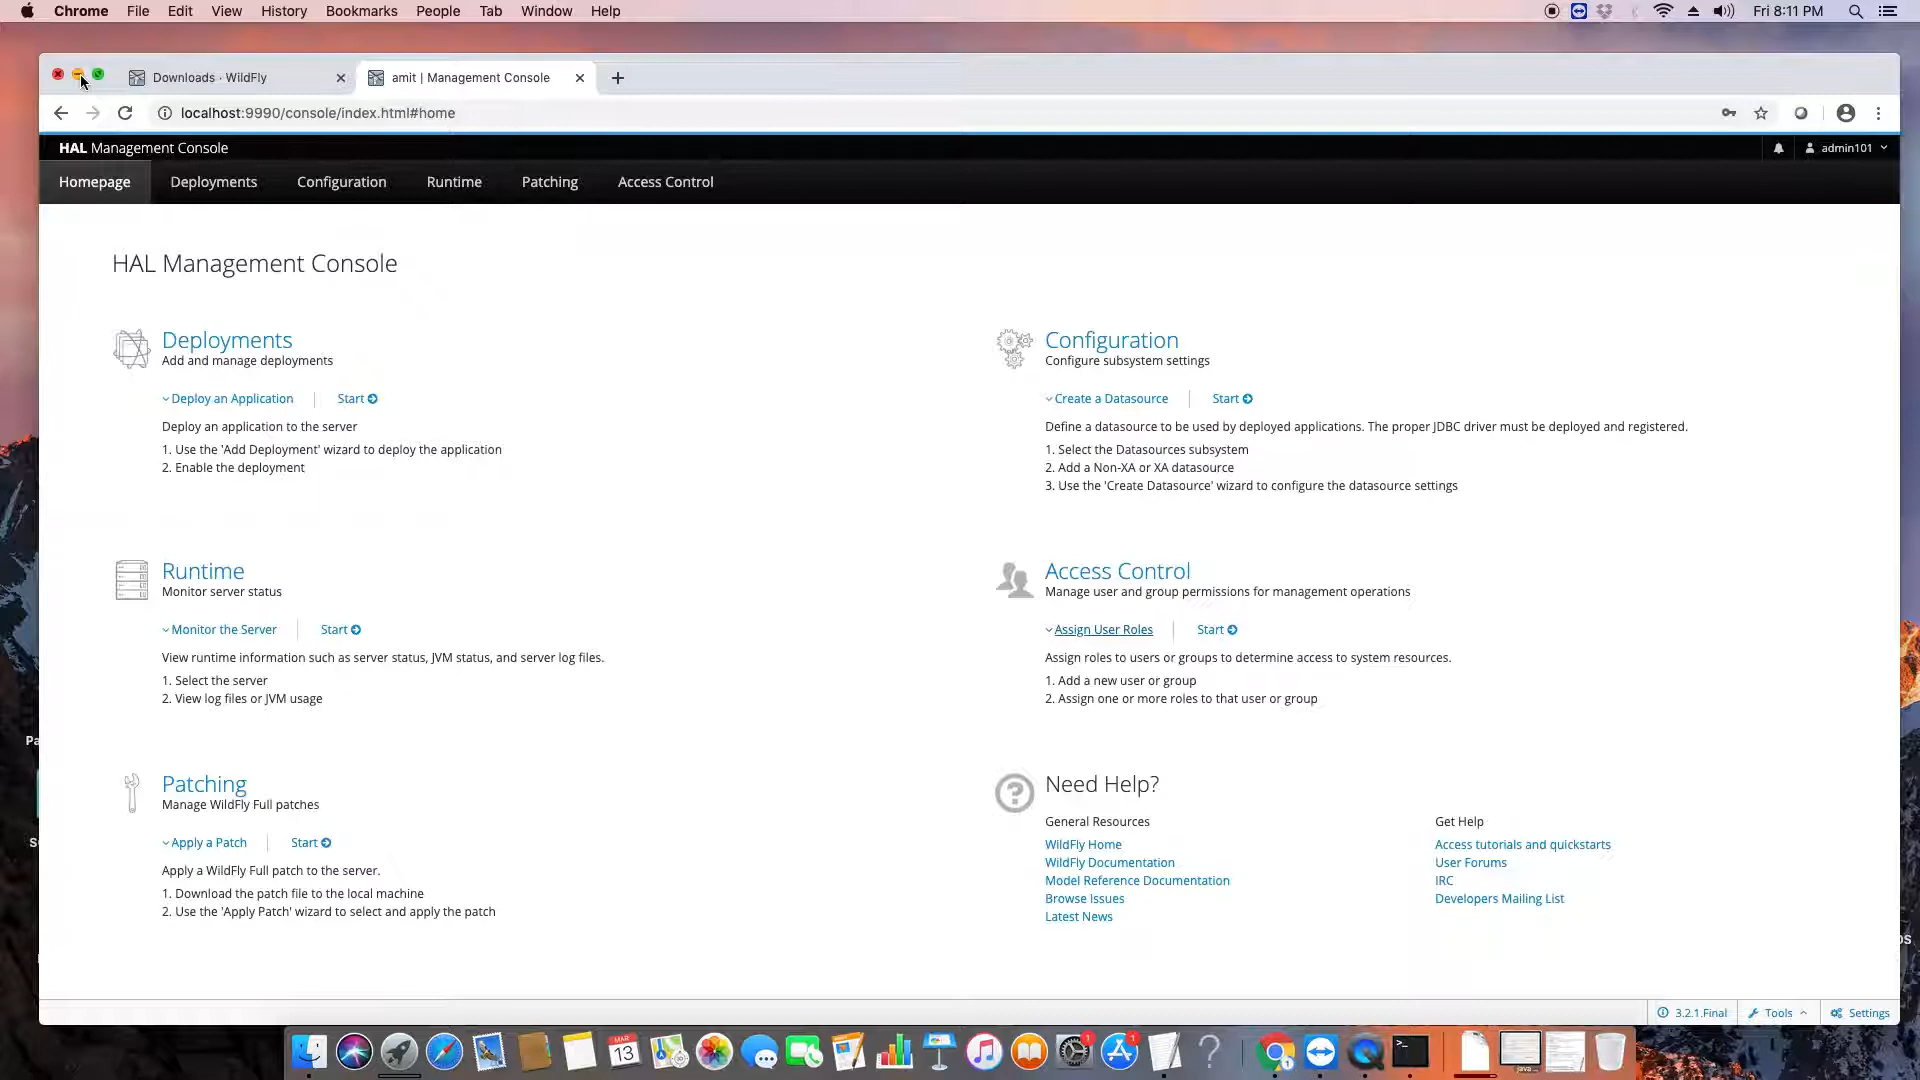 Chrome File Edit View History Bookmarks People Tab Window Help Fri 8:11 PM
Downloads · WildFly amit | Management Console
localhost:9990/console/index.html#home
HAL Management Console admin101
Homepage Deployments Configuration Runtime Patching Access Control
HAL Management Console
Deployments
Add and manage deployments
Deploy an Application Start
Deploy an application to the server
1. Use the 'Add Deployment' wizard to deploy the application
2. Enable the deployment
Configuration
Configure subsystem settings
Create a Datasource Start
Define a datasource to be used by deployed applications. The proper JDBC driver must be deployed and registered.
1. Select the Datasources subsystem
2. Add a Non-XA or XA datasource
3. Use the 'Create Datasource' wizard to configure the datasource settings
Runtime
Monitor server status
Monitor the Server Start
View runtime information such as server status, JVM status, and server log files.
1. Select the server
2. View log files or JVM usage
Access Control
Manage user and group permissions for management operations
Assign User Roles Start
Assign roles to users or groups to determine access to system resources.
1. Add a new user or group
2. Assign one or more roles to that user or group
Patching
Manage WildFly Full patches
Apply a Patch Start
Apply a WildFly Full patch to the server.
1. Download the patch file to the local machine
2. Use the 'Apply Patch' wizard to select and apply the patch
Need Help?
General Resources
WildFly Home
WildFly Documentation
Model Reference Documentation
Browse Issues
Latest News
Get Help
Access tutorials and quickstarts
User Forums
IRC
Developers Mailing List
3.2.1.Final Tools Settings
Pa
MAR
13
1
1
1